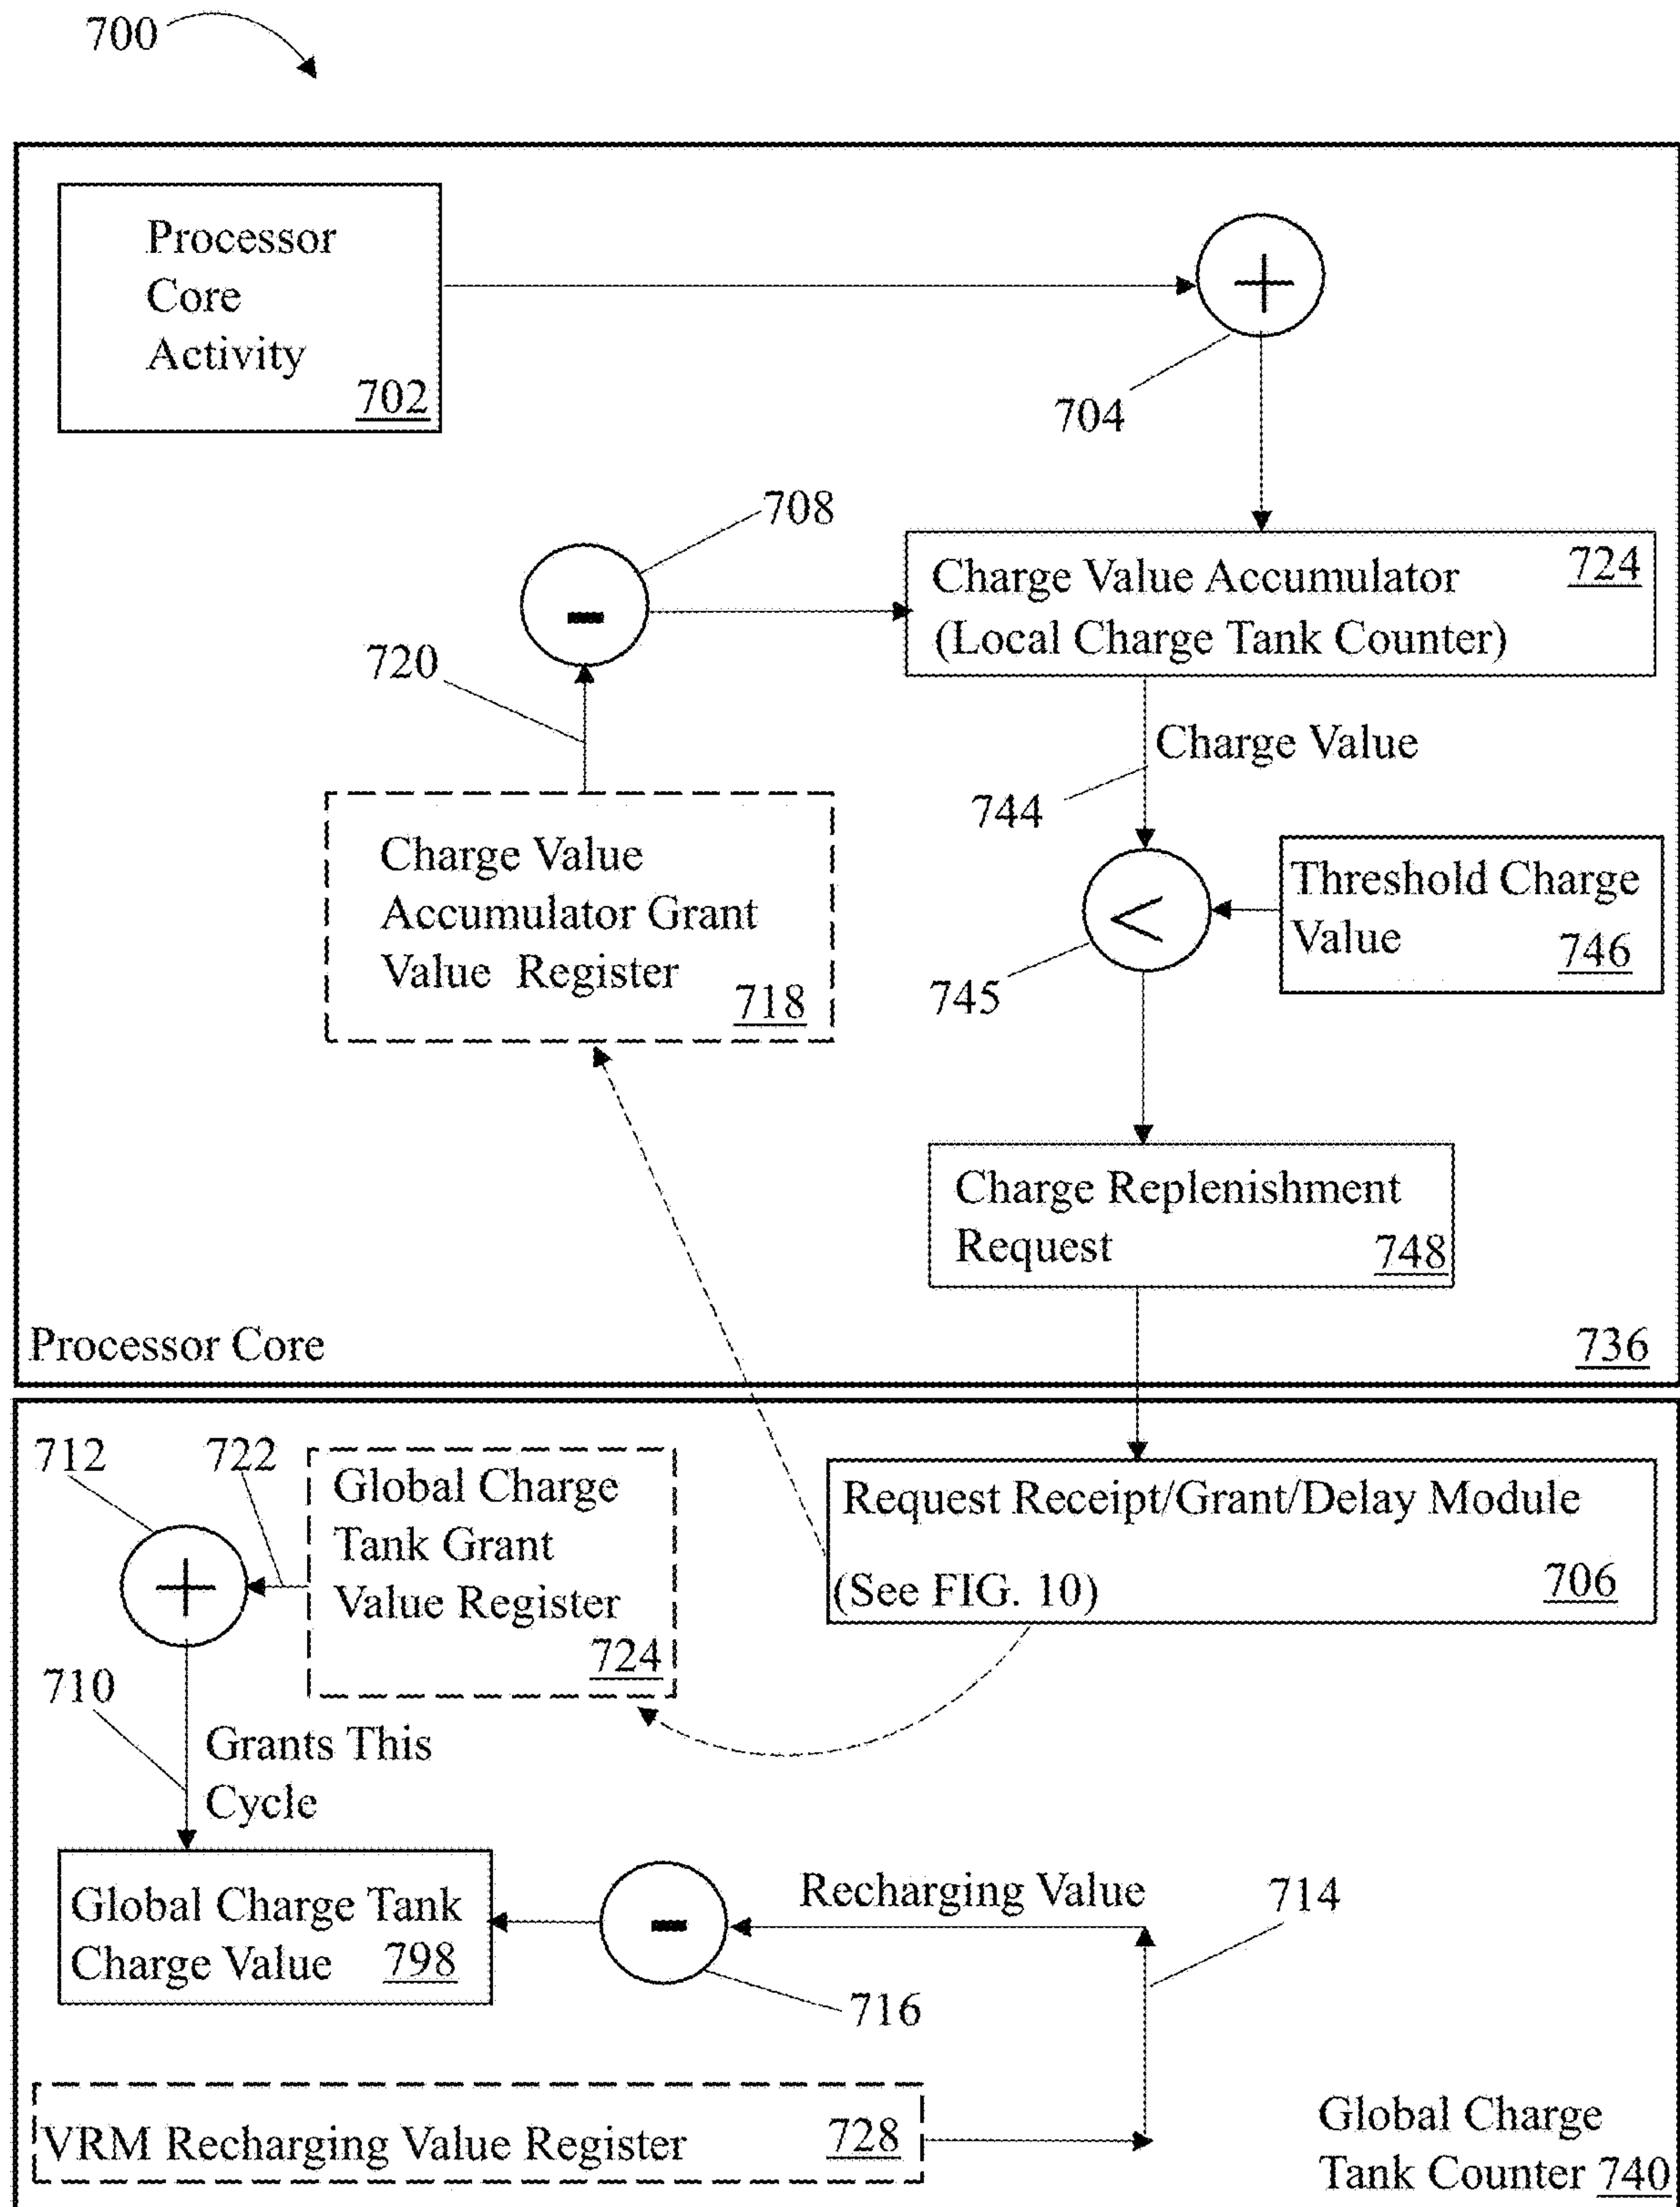 700
Processor
Core
Activity
702
+
704
708
-
720
Charge Value Accumulator
724
(Local Charge Tank Counter)
Charge Value
744
Charge Value
Accumulator Grant
Value Register
718
<
745
Threshold Charge
Value
746
Charge Replenishment
Request
748
Processor Core
736
712
722
Global Charge
Tank Grant
Value Register
724
Request Receipt/Grant/Delay Module
(See FIG. 10)
706
+
710
Grants This
Cycle
Global Charge Tank
Charge Value 798
-
Recharging Value
714
716
VRM Recharging Value Register 728
Global Charge
Tank Counter 740